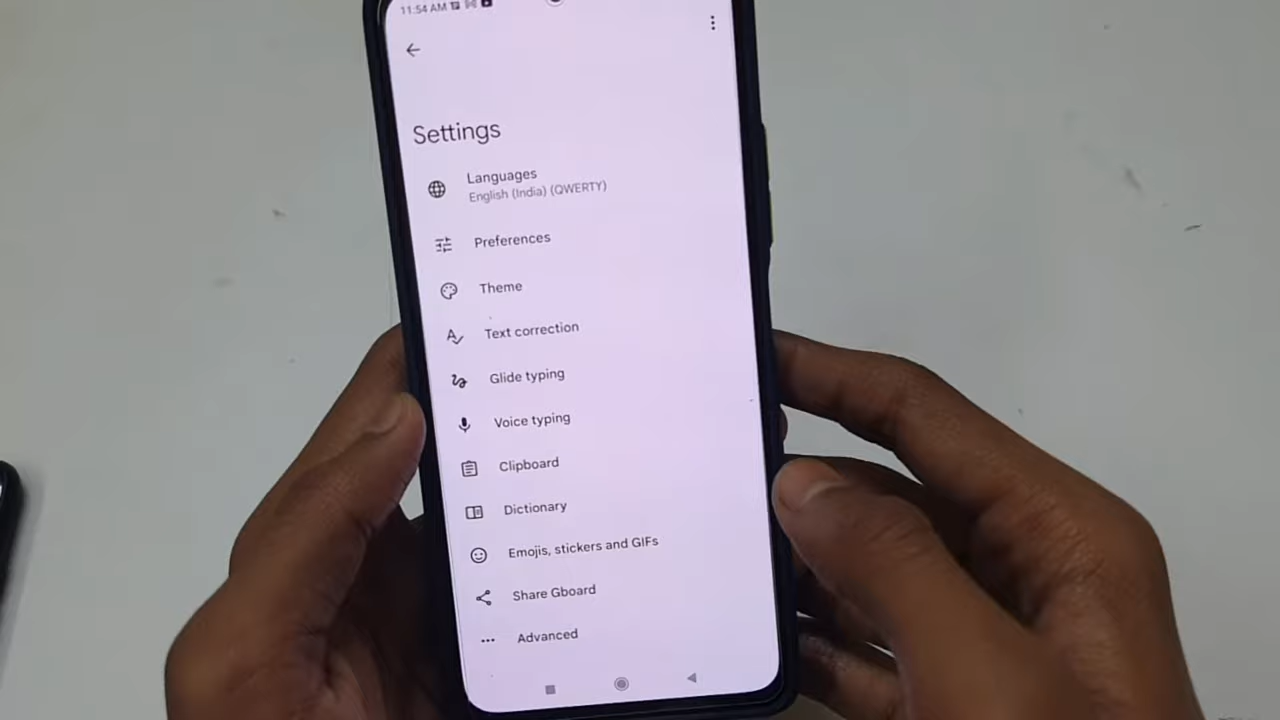 11:54 AM
Settings
Languages
English (India) (QWERTY)
Preferences
Theme
Text correction
Glide typing
Voice typing
Clipboard
Dictionary
Emojis, stickers and GIFs
Share Gboard
Advanced